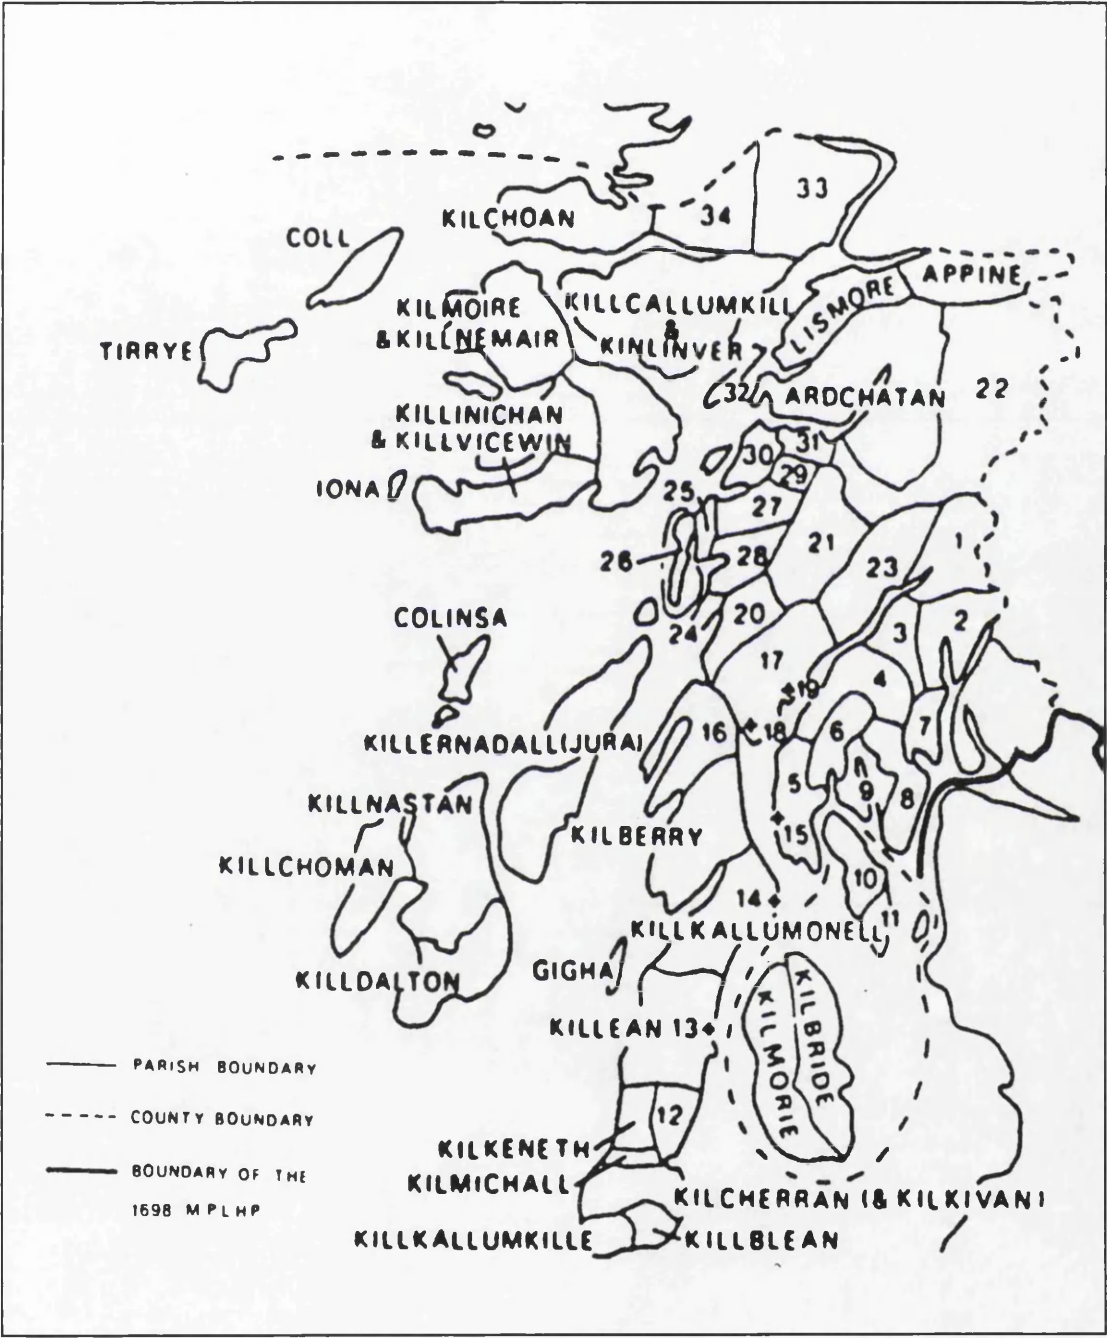 33
34
KILCHOAN
COLL
APPINE
LISMORE
KILMOIRE
& KILLNEMAIR
KILLCALLUMKILL
&
KINLINVER
TIRRYE
32
ARDCHATAN
22
KILLINICHAN
& KILLVICEWIN
30
31
29
IONA
25
27
26
28
21
23
1
COLINSA
24
20
3
2
17
19
4
KILLERNADALL (JURA)
16
18
6
7
5
9
8
KILLNASTAN
KILBERRY
15
KILLCHOMAN
10
14
11
KILLKALLUMONELL
KILLDALTON
GIGHA
KILLEAN 13
KILMORIE
KILBRIDE
PARISH BOUNDARY
COUNTY BOUNDARY
BOUNDARY OF THE
1698 MPLHP
12
KILKENETH
KILMICHALL
KILCHERRAN (& KILKIVAN)
KILLKALLUMKILLE
KILLBLEAN